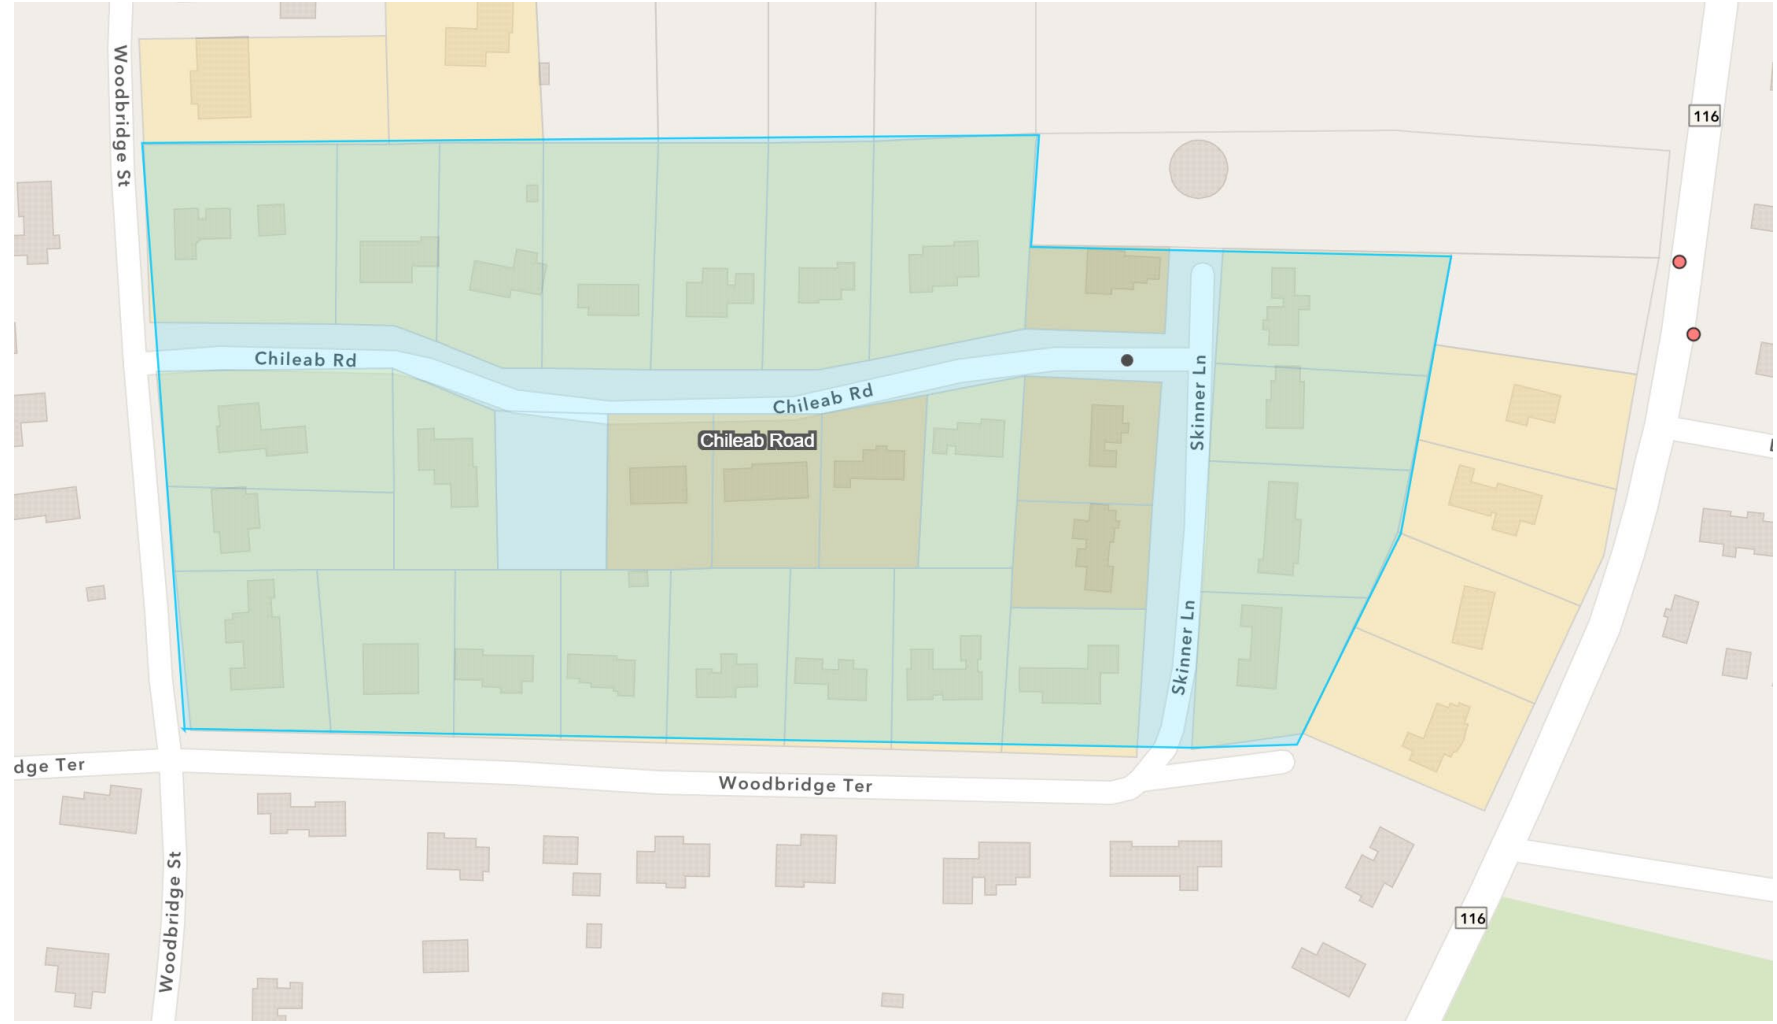 Woodbridge St
116
Chileab Rd
Chileab Rd
Skinner Ln
Chileab Road
Skinner Ln
dge Ter
Woodbridge Ter
Woodbridge St
116